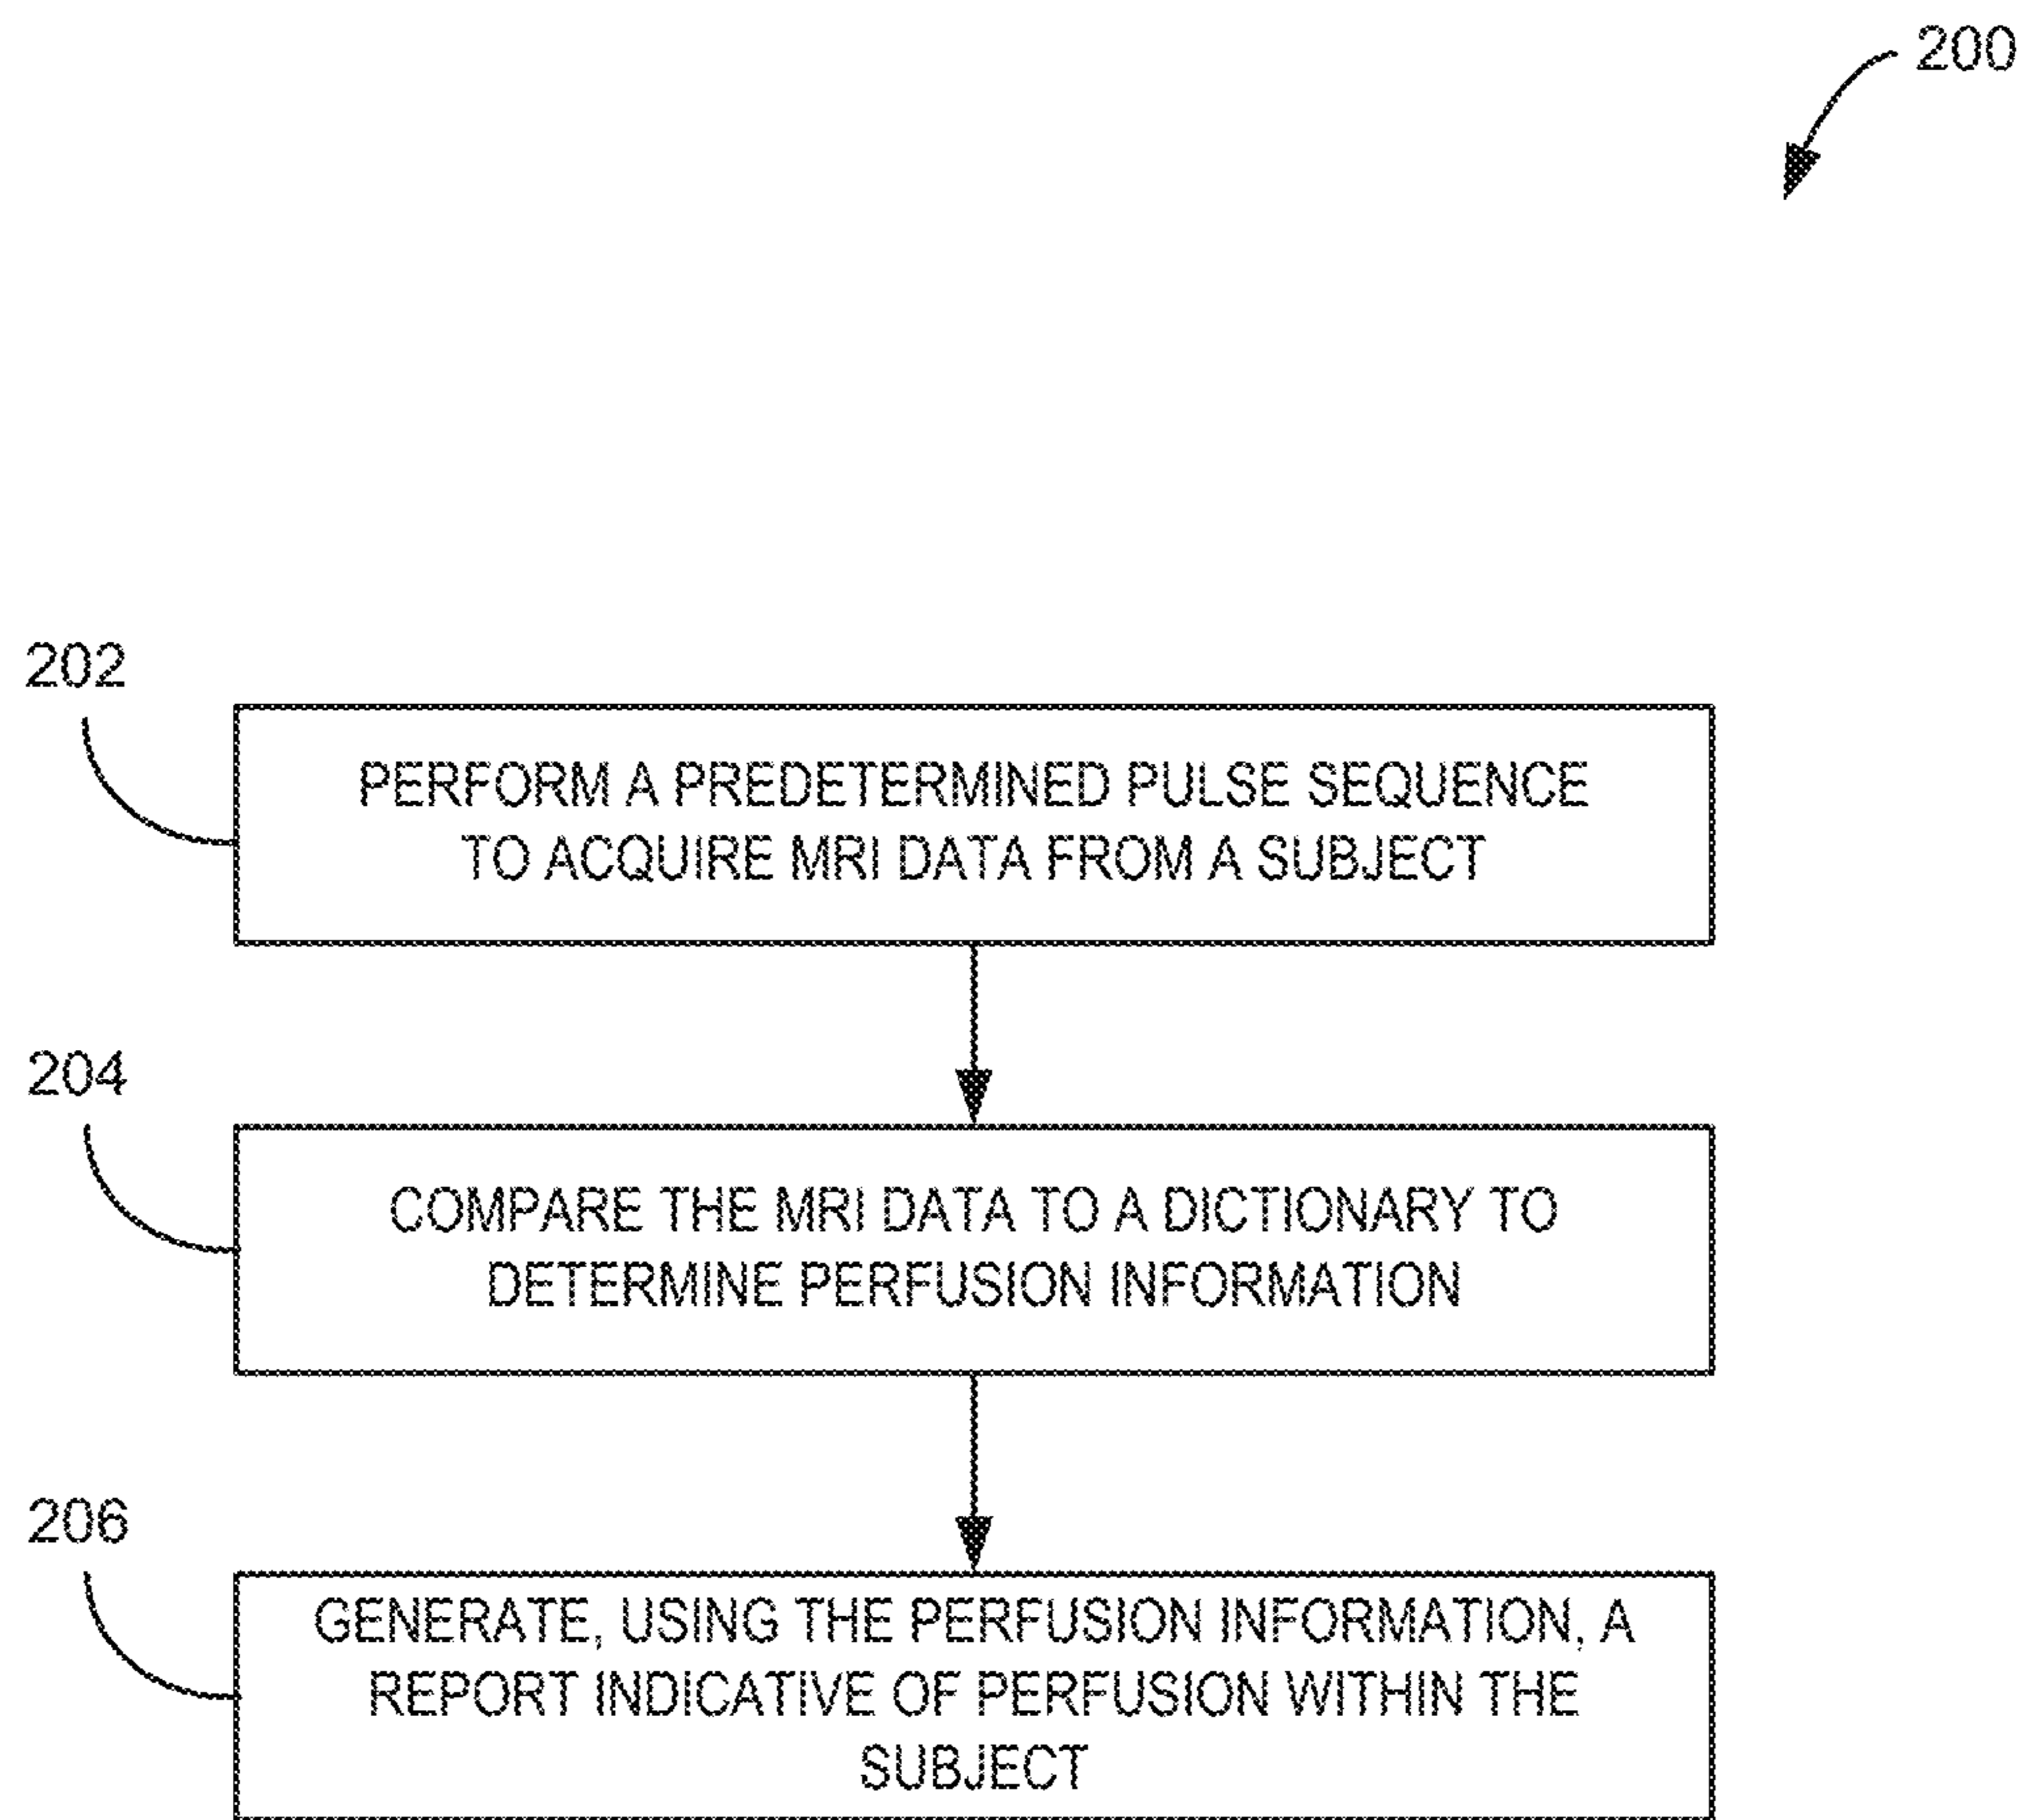 200
202
PERFORM A PREDETERMINED PULSE SEQUENCE
TO ACQUIRE MRI DATA FROM A SUBJECT
204
COMPARE THE MRI DATA TO A DICTIONARY TO
DETERMINE PERFUSION INFORMATION
206
GENERATE, USING THE PERFUSION INFORMATION, A
REPORT INDICATIVE OF PERFUSION WITHIN THE
SUBJECT